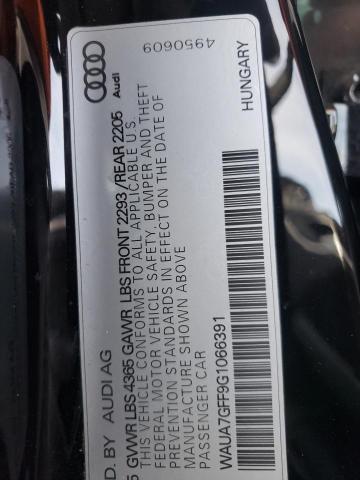 D. BY AUDI AG
GVWR LBS 4365 GAWR LBS FRONT 2293 /REAR 2205
THIS VEHICLE CONFORMS TO ALL APPLICABLE U.S.
FEDERAL MOTOR VEHICLE SAFETY, BUMPER AND THEFT
PREVENTION STANDARDS IN EFFECT ON THE DATE OF
MANUFACTURE SHOWN ABOVE
PASSENGER CAR
WAUA7GFF9G1066391
HUNGARY
Audi
4950609